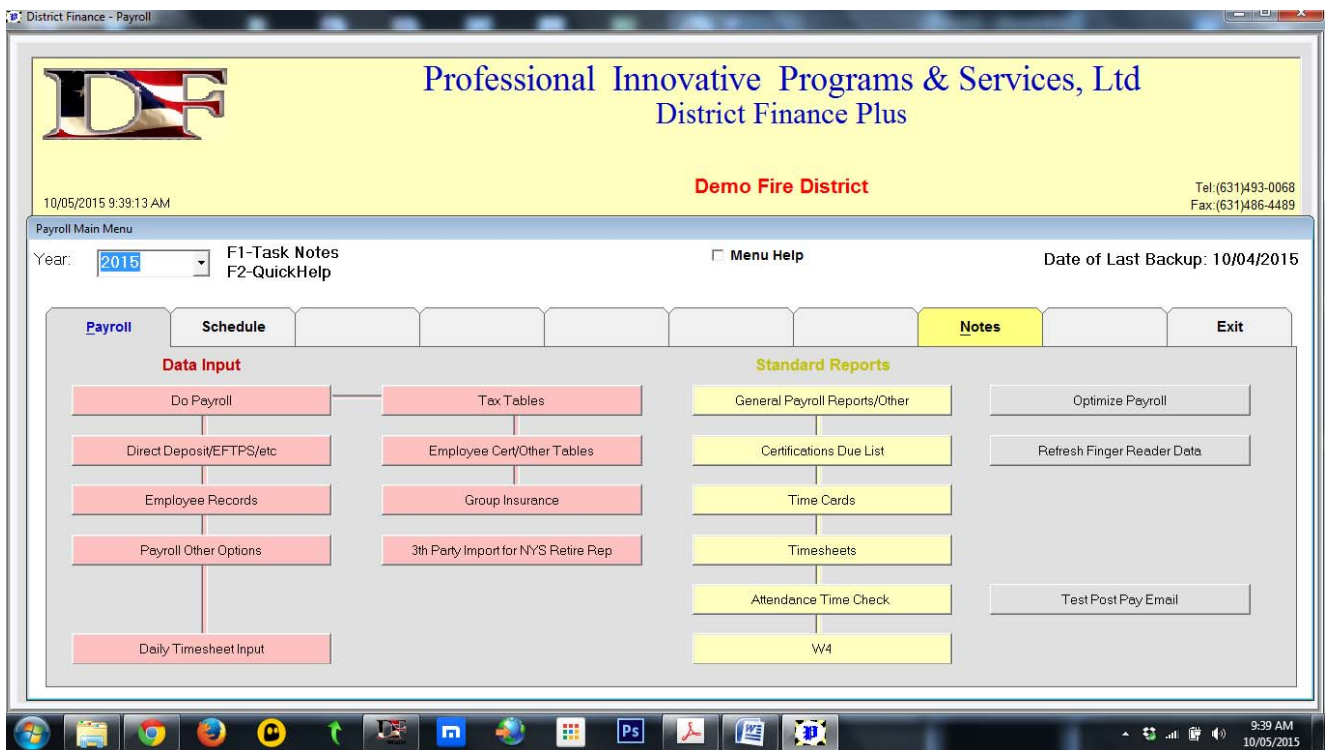 District Finance - Payroll
DF
Professional Innovative Programs & Services, Ltd
District Finance Plus
Demo Fire District
Tel:(631)493-0068
10/05/2015 9:39:13 AM
Fax:(631)486-4489
Payroll Main Menu
Year: 2015
F1-Task Notes
F2-QuickHelp
Menu Help
Date of Last Backup: 10/04/2015
Payroll Schedule Notes Exit
Data Input Standard Reports
Do Payroll Tax Tables General Payroll Reports/Other Optimize Payroll
Direct Deposit/EFTPS/etc Employee Cert/Other Tables Certifications Due List Refresh Finger Reader Data
Employee Records Group Insurance Time Cards
Payroll Other Options 3th Party Import for NYS Retire Rep Timesheets
Attendance Time Check Test Post Pay Email
Daily Timesheet Input W4
DF
m
Ps
W
9:39 AM
10/05/2015